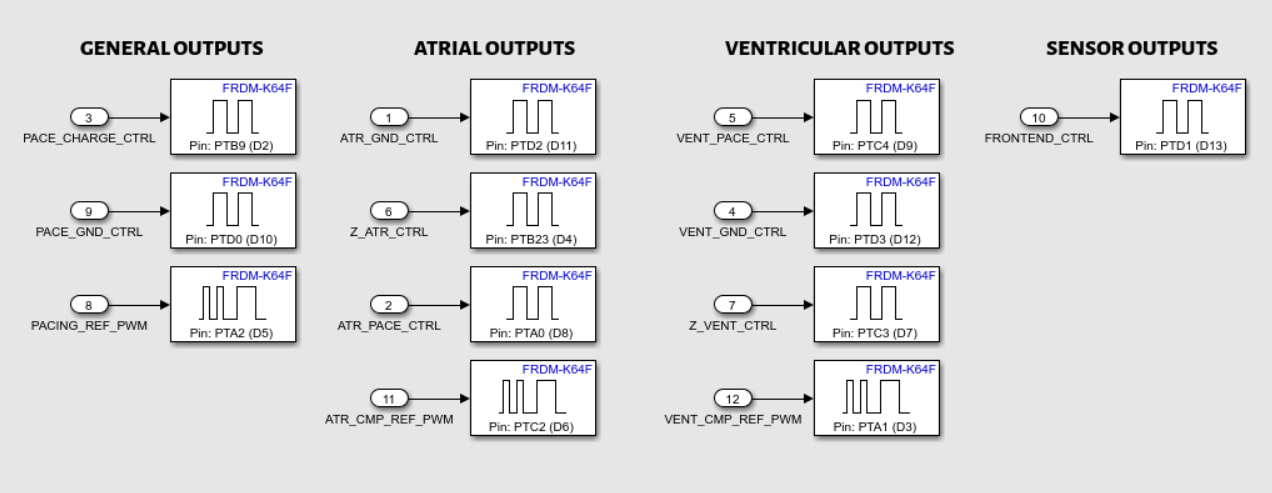 GENERAL OUTPUTS
FRDM-K64F
3
PACE_CHARGE_CTRL
Pin: PTB9 (D2)
FRDM-K64F
9
PACE_GND_CTRL
Pin: PTD0 (D10)
FRDM-K64F
8
PACING_REF_PWM
Pin: PTA2 (D5)
ATRIAL OUTPUTS
FRDM-K64F
1
ATR_GND_CTRL
Pin: PTD2 (D11)
FRDM-K64F
6
Z_ATR_CTRL
Pin: PTB23 (D4)
FRDM-K64F
2
ATR_PACE_CTRL
Pin: PTA0 (D8)
FRDM-K64F
11
ATR_CMP_REF_PWM
Pin: PTC2 (D6)
VENTRICULAR OUTPUTS
FRDM-K64F
5
VENT_PACE_CTRL
Pin: PTC4 (D9)
FRDM-K64F
4
VENT_GND_CTRL
Pin: PTD3 (D12)
FRDM-K64F
7
Z_VENT_CTRL
Pin: PTC3 (D7)
FRDM-K64F
12
VENT_CMP_REF_PWM
Pin: PTA1 (D3)
SENSOR OUTPUTS
FRDM-K64F
10
FRONTEND_CTRL
Pin: PTD1 (D13)